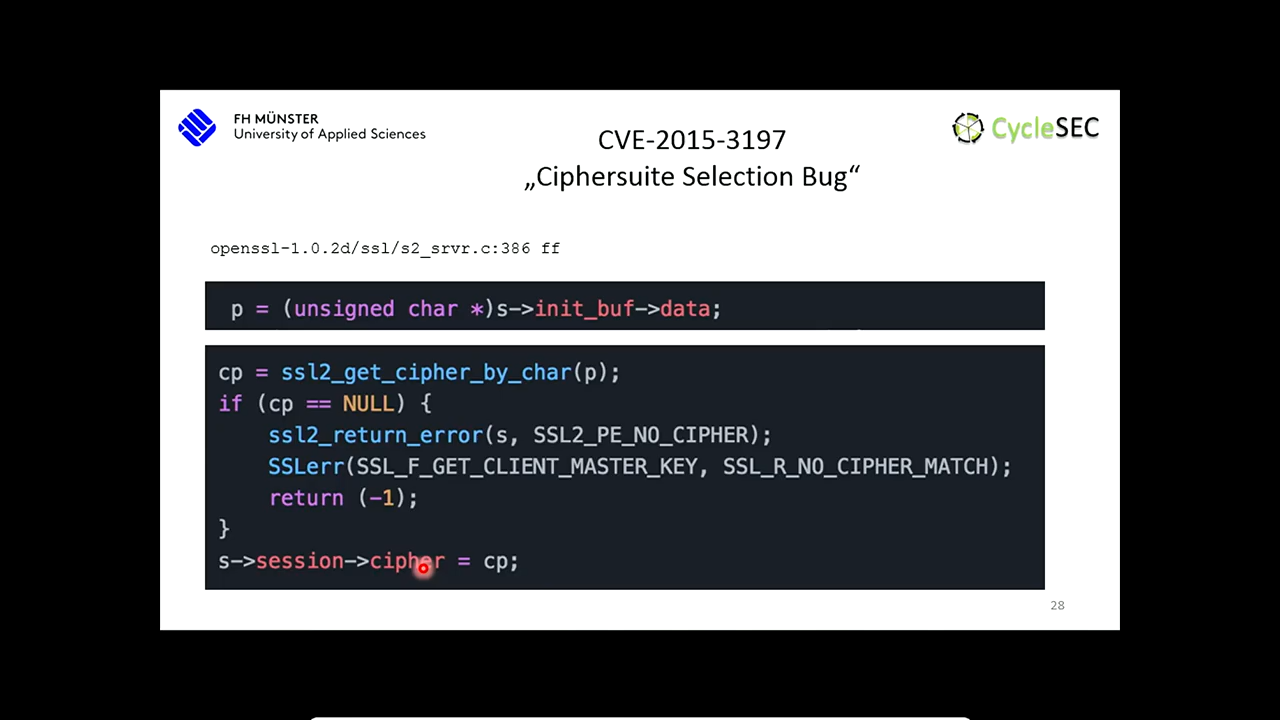 FH MÜNSTER
University of Applied Sciences
CycleSEC
CVE-2015-3197
„Ciphersuite Selection Bug“
openssl-1.0.2d/ssl/s2_srvr.c:386 ff
p = (unsigned char *)s->init_buf->data;
cp = ssl2_get_cipher_by_char(p);
if (cp == NULL) {
    ssl2_return_error(s, SSL2_PE_NO_CIPHER);
    SSLerr(SSL_F_GET_CLIENT_MASTER_KEY, SSL_R_NO_CIPHER_MATCH);
    return (-1);
}
s->session->cipher = cp;
28